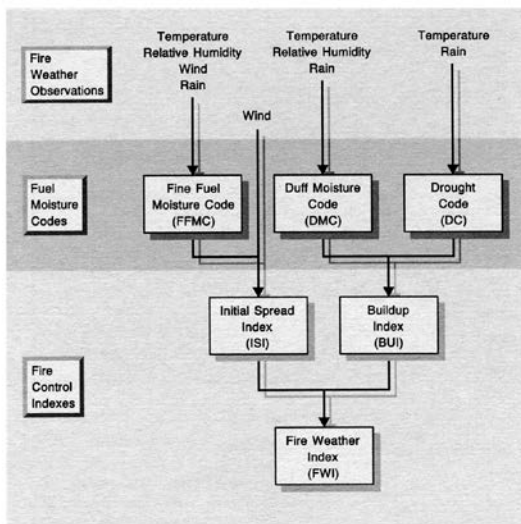 Fire
Weather
Observations
Temperature
Relative Humidity
Wind
Rain
Temperature
Relative Humidity
Rain
Temperature
Rain
Wind
Fuel
Moisture
Codes
Fine Fuel
Moisture Code
(FFMC)
Duff Moisture
Code
(DMC)
Drought
Code
(DC)
Initial Spread
Index
(ISI)
Buildup
Index
(BUI)
Fire
Control
Indexes
Fire Weather
Index
(FWI)